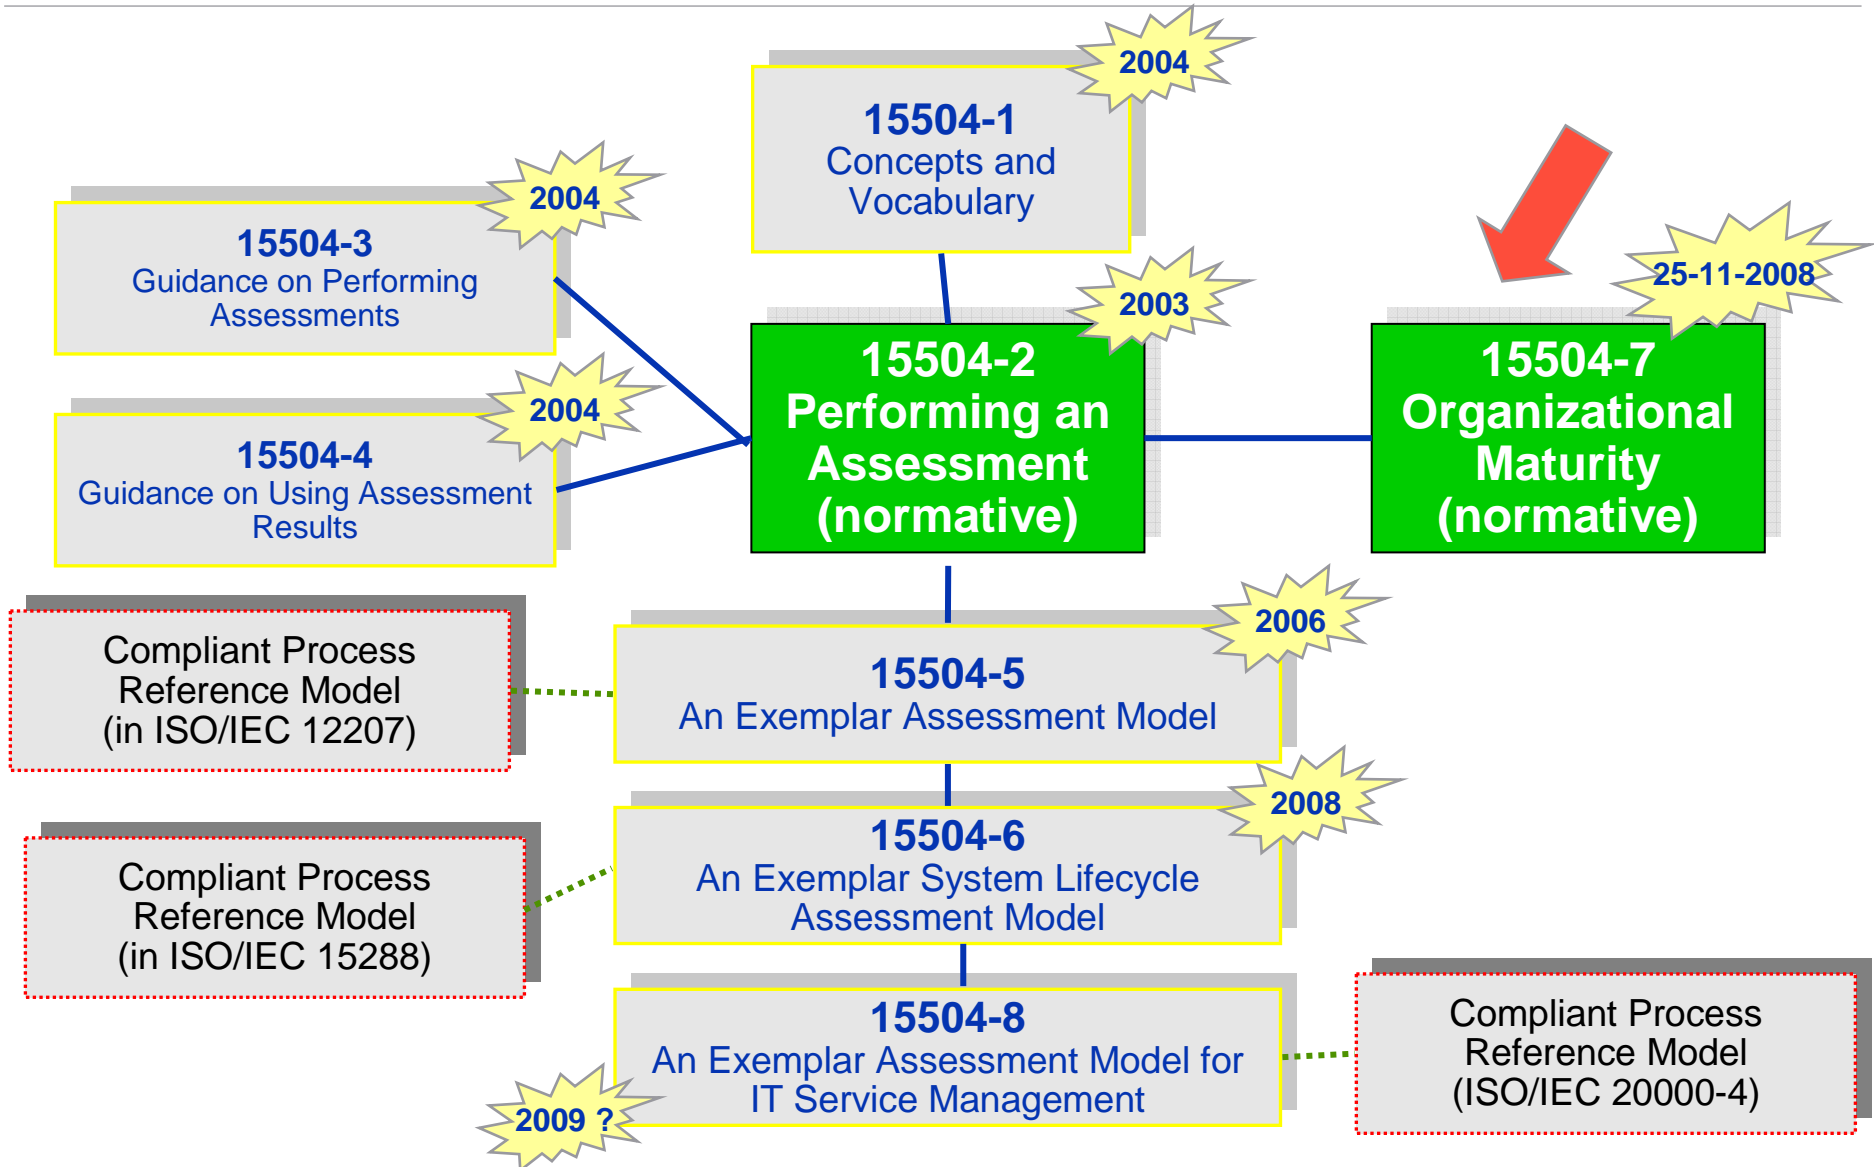 2004
15504-1
Concepts and
Vocabulary
2004
15504-3
Guidance on Performing
Assessments
25-11-2008
2003
15504-2
Performing an
Assessment
(normative)
15504-7
Organizational
Maturity
(normative)
2004
15504-4
Guidance on Using Assessment
Results
2006
Compliant Process
Reference Model
(in ISO/IEC 12207)
15504-5
An Exemplar Assessment Model
2008
15504-6
An Exemplar System Lifecycle
Assessment Model
Compliant Process
Reference Model
(in ISO/IEC 15288)
15504-8
An Exemplar Assessment Model for
IT Service Management
2009 ?
Compliant Process
Reference Model
(ISO/IEC 20000-4)